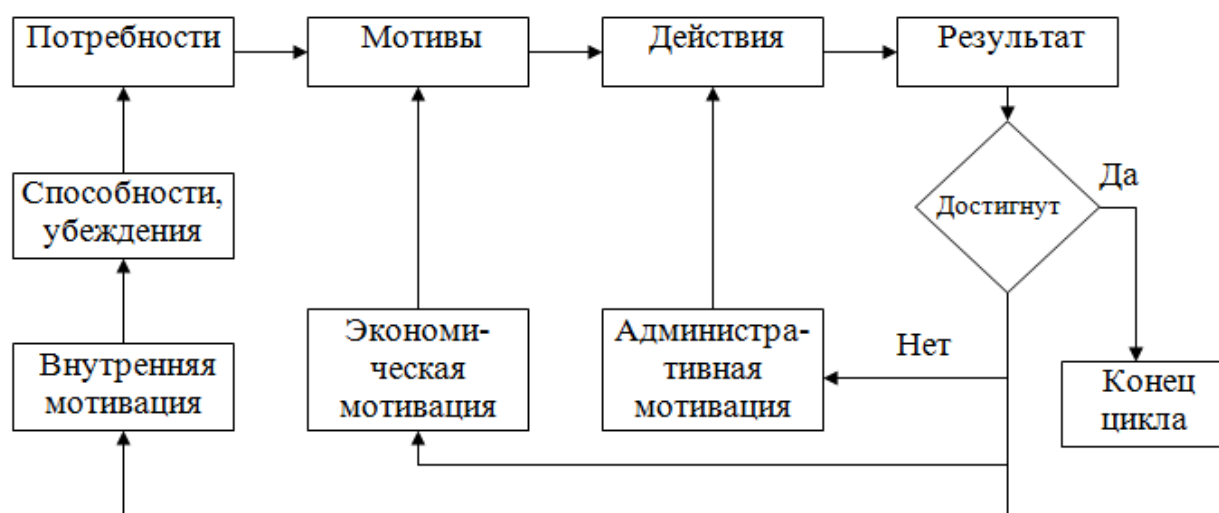 Потребности
Мотивы
Действия
Результат
Способности,
убеждения
Достигнут
Да
Внутренняя
мотивация
Экономи-
ческая
мотивация
Администра-
тивная
мотивация
Нет
Конец
цикла